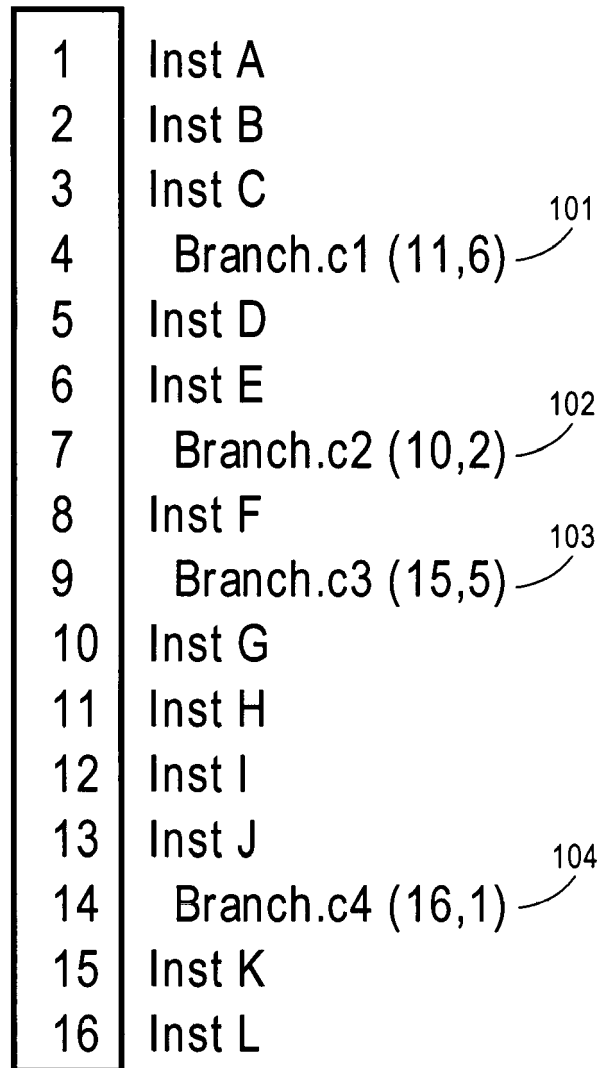 1 Inst A
2 Inst B
3 Inst C
101
4 Branch.c1 (11,6)
5 Inst D
6 Inst E
102
7 Branch.c2 (10,2)
8 Inst F
103
9 Branch.c3 (15,5)
10 Inst G
11 Inst H
12 Inst I
13 Inst J
104
14 Branch.c4 (16,1)
15 Inst K
16 Inst L